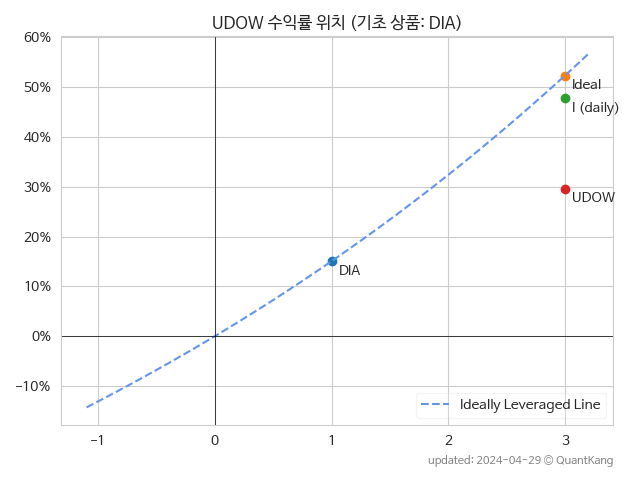 UDOW 수익률 위치 (기초 상품: DIA)
60%
50%
40%
30%
20%
10%
0%
−10%
Ideal
I (daily)
UDOW
DIA
Ideally Leveraged Line
−1
0
1
2
3
updated: 2024-04-29 © QuantKang